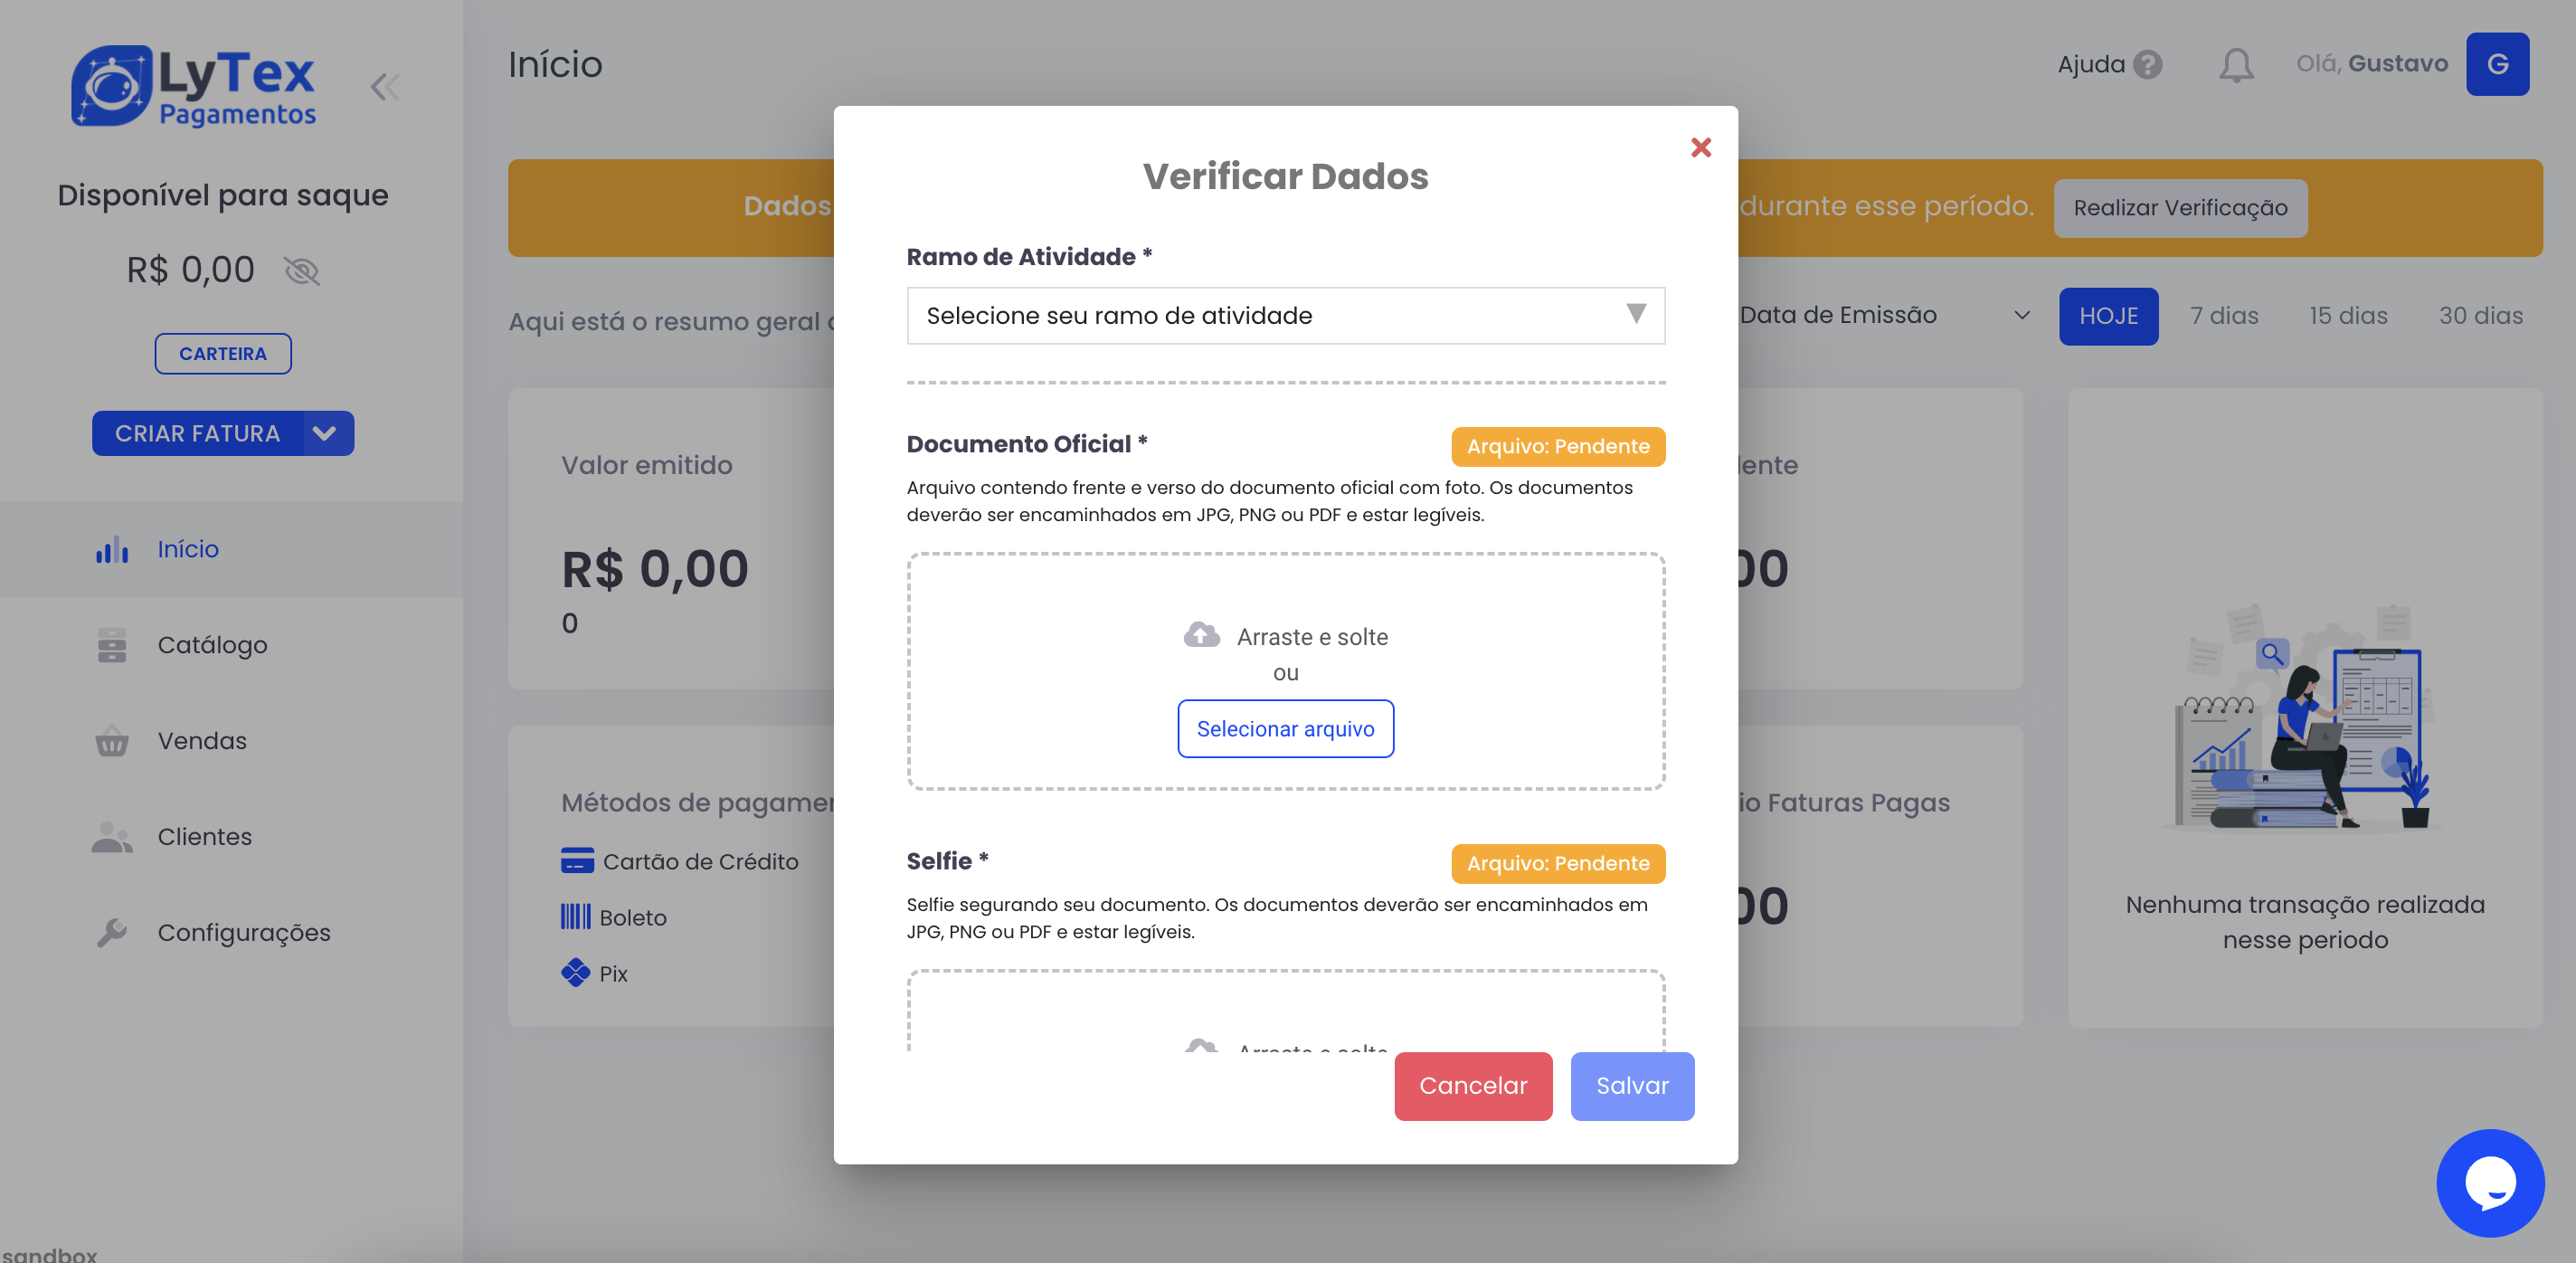 LyTex
Pagamentos
Disponível para saque
R$ 0,00
CARTEIRA
CRIAR FATURA
Início
Catálogo
Vendas
Clientes
Configurações
sandbox
Início
Ajuda ?
Olá, Gustavo
G
Dados
durante esse período.
Realizar Verificação
Aqui está o resumo geral
Data de Emissão
HOJE
7 dias
15 dias
30 dias
Valor emitido
R$ 0,00
0
Métodos de pagamen
Cartão de Crédito
Boleto
Pix
ente
00
io Faturas Pagas
00
Nenhuma transação realizada
nesse periodo
Verificar Dados
Ramo de Atividade *
Selecione seu ramo de atividade
Documento Oficial *
Arquivo: Pendente
Arquivo contendo frente e verso do documento oficial com foto. Os documentos
deverão ser encaminhados em JPG, PNG ou PDF e estar legíveis.
Arraste e solte
ou
Selecionar arquivo
Selfie *
Arquivo: Pendente
Selfie segurando seu documento. Os documentos deverão ser encaminhados em
JPG, PNG ou PDF e estar legíveis.
Arraste e solte
Cancelar
Salvar